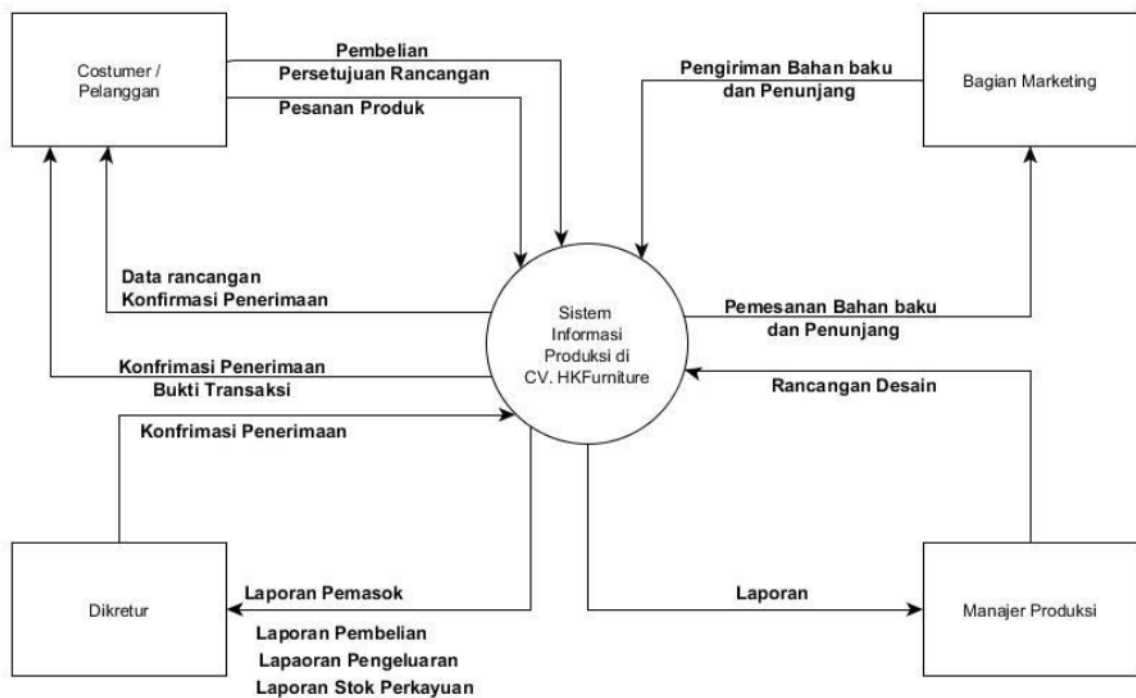 Costumer /
Pelanggan
Pembelian
Persetujuan Rancangan
Pesanan Produk
Pengiriman Bahan baku
dan Penunjang
Bagian Marketing
Data rancangan
Konfirmasi Penerimaan
Sistem
Informasi
Produksi di
CV. HKFurniture
Pemesanan Bahan baku
dan Penunjang
Konfrimasi Penerimaan
Bukti Transaksi
Rancangan Desain
Konfrimasi Penerimaan
Dikretur
Laporan Pemasok
Laporan Pembelian
Lapaoran Pengeluaran
Laporan Stok Perkayuan
Laporan
Manajer Produksi